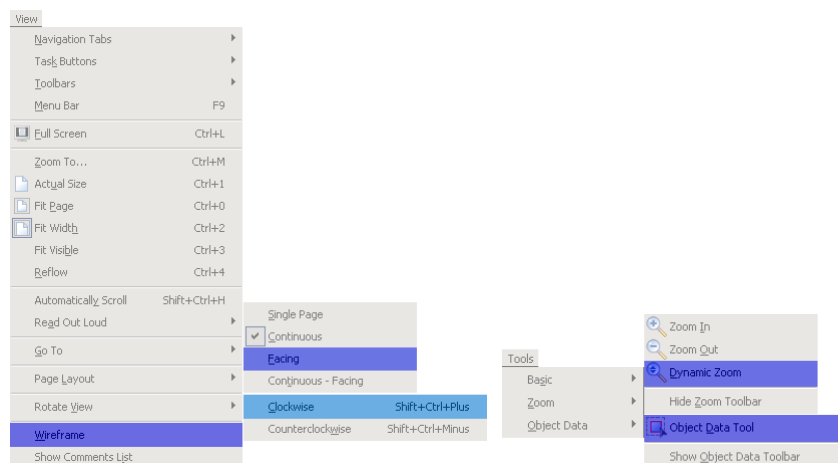 View
Navigation Tabs
Task Buttons
Toolbars
Menu Bar F9
Full Screen Ctrl+L
Zoom To... Ctrl+M
Actual Size Ctrl+1
Fit Page Ctrl+0
Fit Width Ctrl+2
Fit Visible Ctrl+3
Reflow Ctrl+4
Automatically Scroll Shift+Ctrl+H
Read Out Loud
Go To
Page Layout
Rotate View
Wireframe
Show Comments List
Single Page
Continuous
Facing
Continuous - Facing
Clockwise Shift+Ctrl+Plus
Counterclockwise Shift+Ctrl+Minus
Tools
Basic
Zoom
Object Data
Zoom In
Zoom Out
Dynamic Zoom
Hide Zoom Toolbar
Object Data Tool
Show Object Data Toolbar